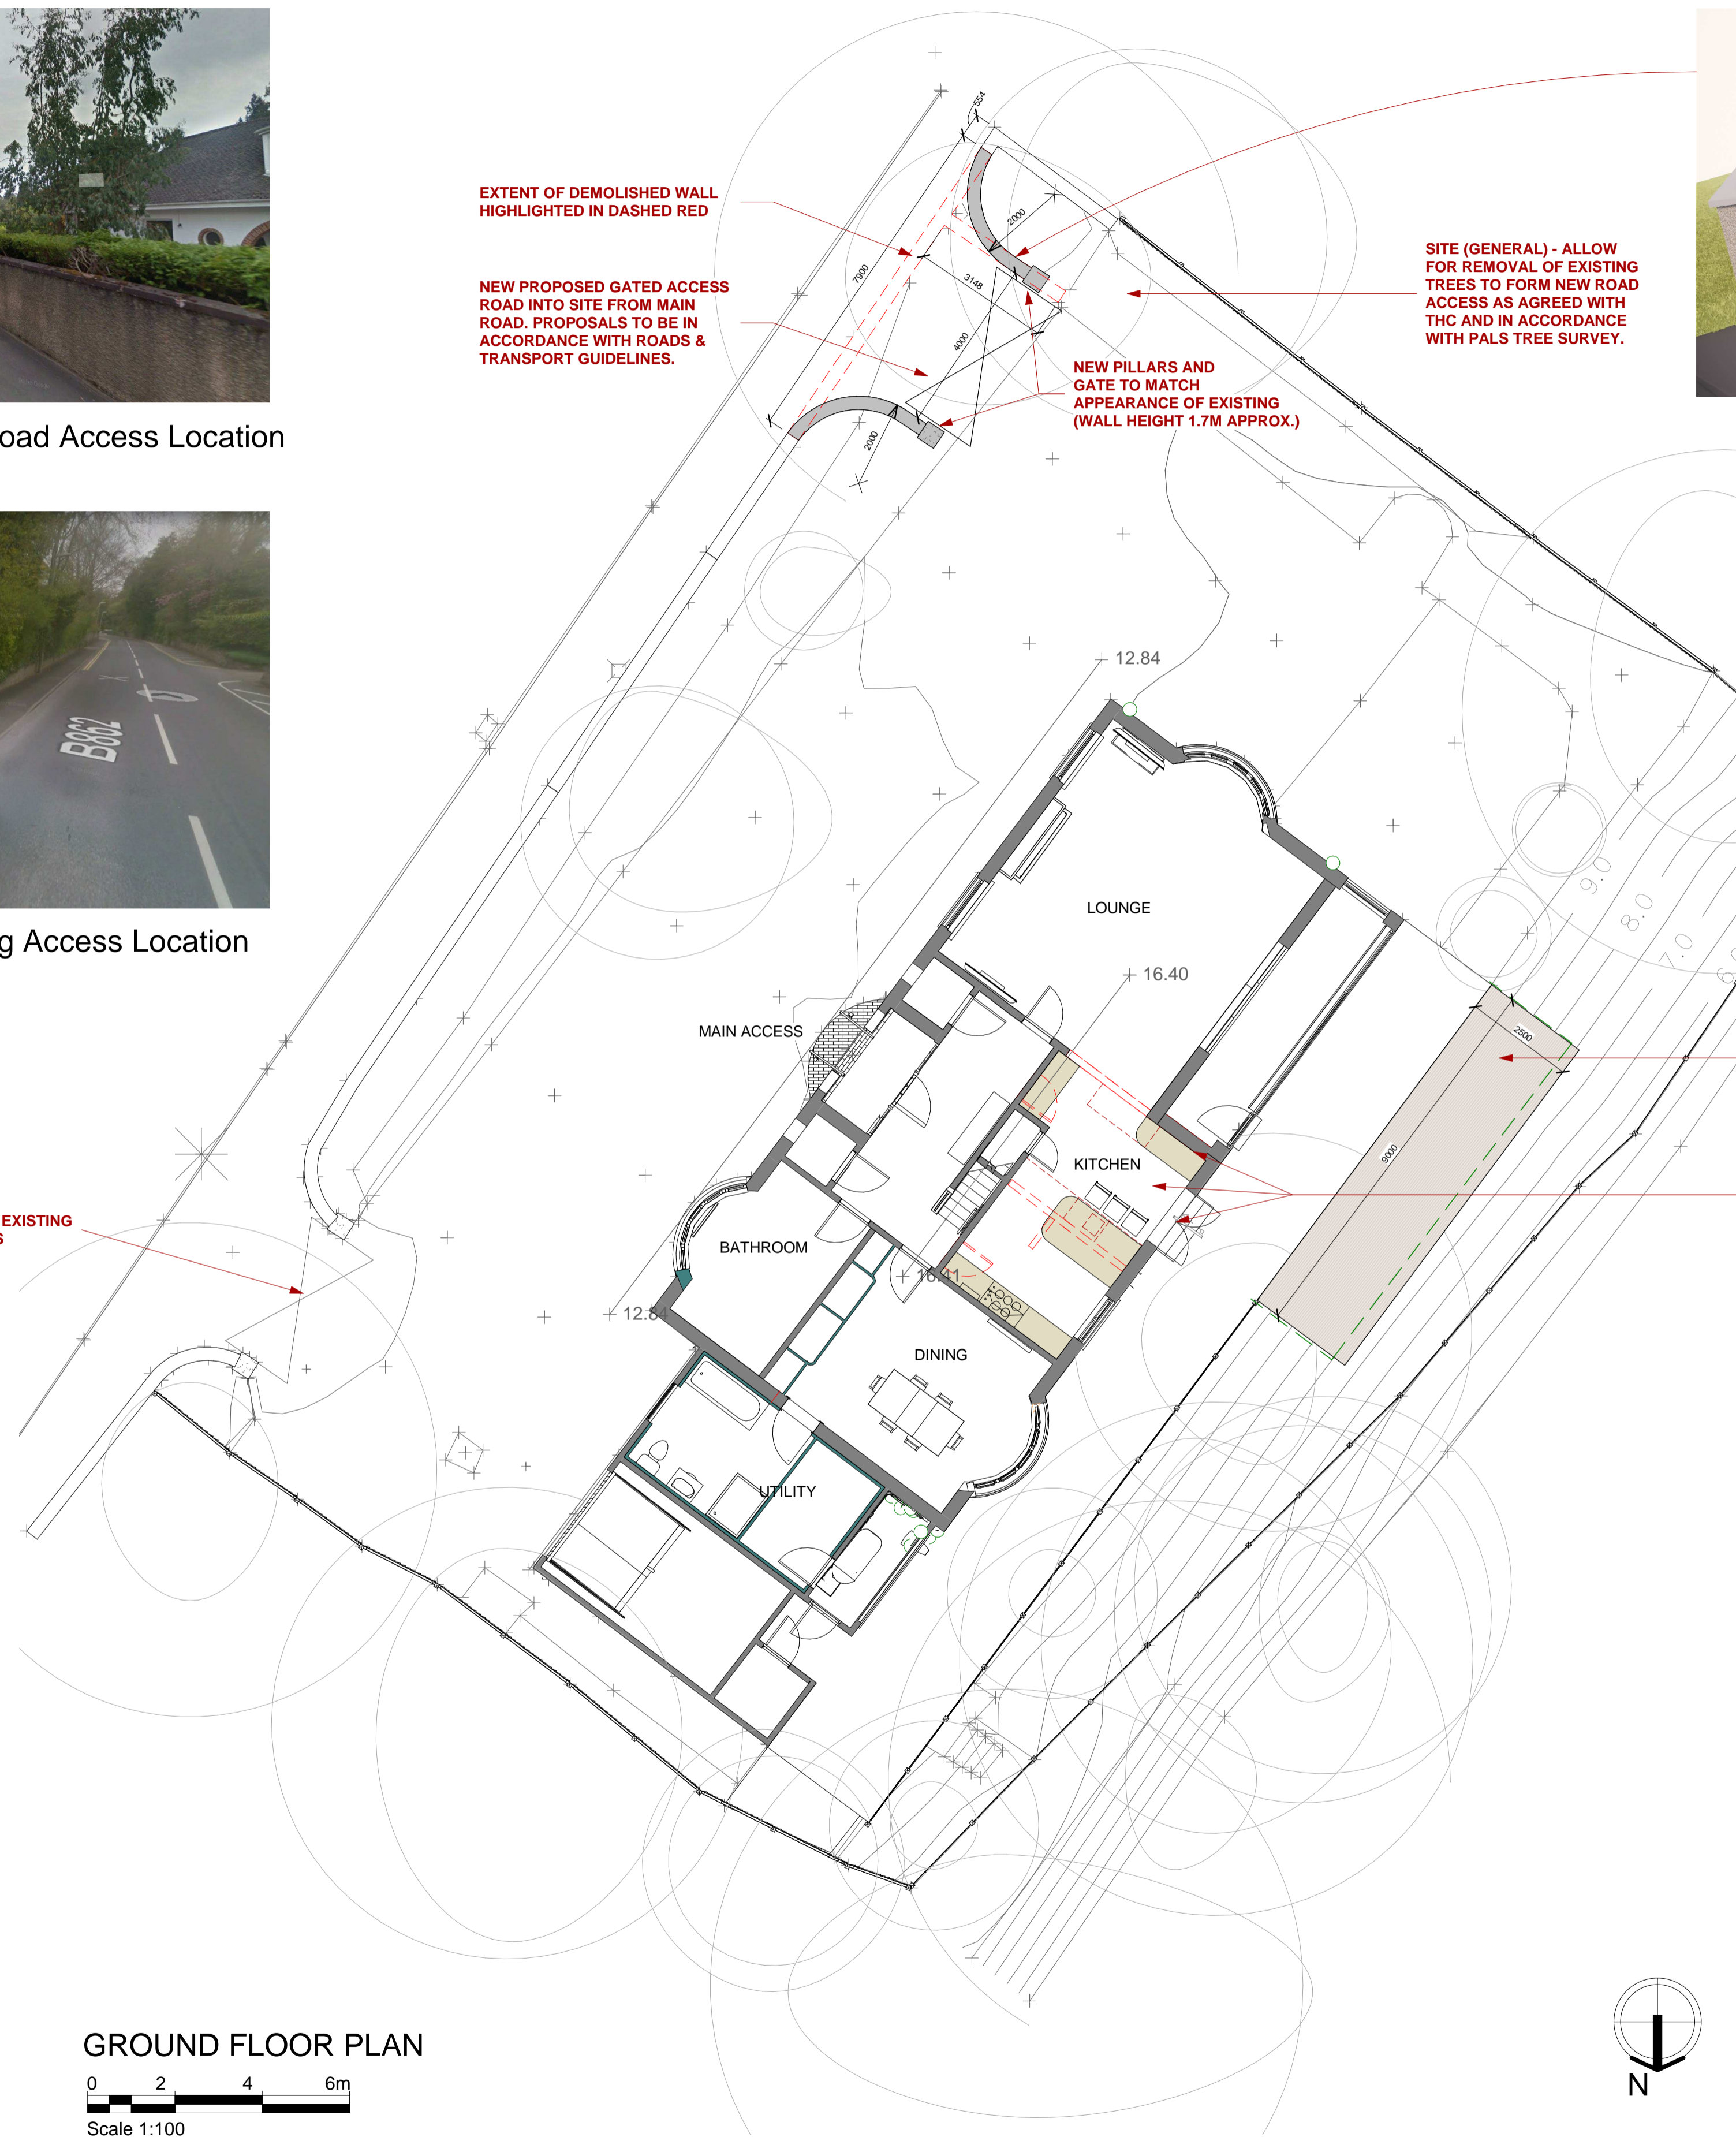 oad Access Location
B862
g Access Location
EXISTING
S
EXTENT OF DEMOLISHED WALL
HIGHLIGHTED IN DASHED RED
NEW PROPOSED GATED ACCESS
ROAD INTO SITE FROM MAIN
ROAD. PROPOSALS TO BE IN
ACCORDANCE WITH ROADS &
TRANSPORT GUIDELINES.
554
7900
2000
3148
4000
2000
NEW PILLARS AND
GATE TO MATCH
APPEARANCE OF EXISTING
(WALL HEIGHT 1.7M APPROX.)
SITE (GENERAL) - ALLOW
FOR REMOVAL OF EXISTING
TREES TO FORM NEW ROAD
ACCESS AS AGREED WITH
THC AND IN ACCORDANCE
WITH PALS TREE SURVEY.
12.84
LOUNGE
16.40
MAIN ACCESS
KITCHEN
BATHROOM
16.41
12.84
DINING
UTILITY
9.0
8.0
7.0
2500
9000
GROUND FLOOR PLAN
0 2 4 6m
Scale 1:100
N